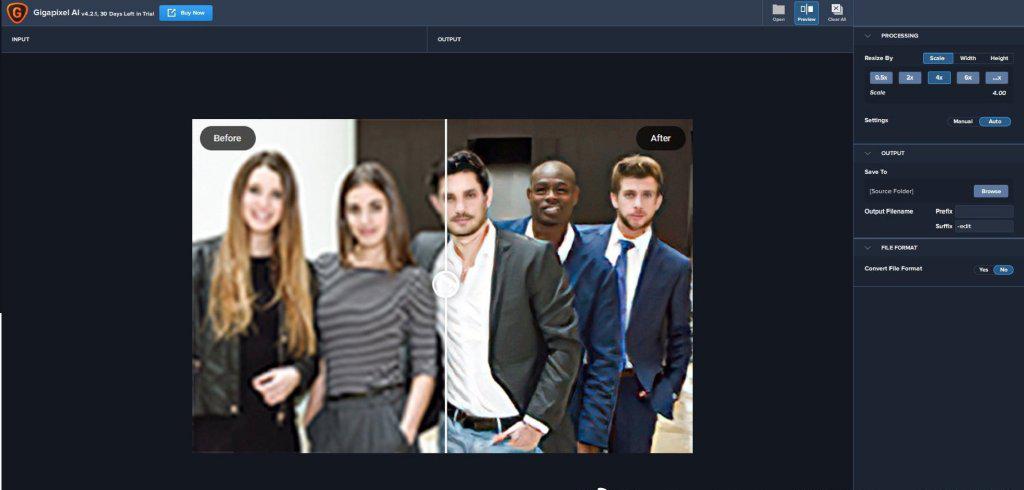 Gigapixel AI v4.2.1, 30 Days Left in Trial
Buy Now
Open
Preview
Clear All
INPUT
OUTPUT
Before
After
PROCESSING
Resize By Scale Width Height
0.5x 2x 4x 6x ...x
Scale 4.00
Settings Manual Auto
OUTPUT
Save To
[Source Folder] Browse
Output Filename Prefix
Suffix -edit
FILE FORMAT
Convert File Format Yes No